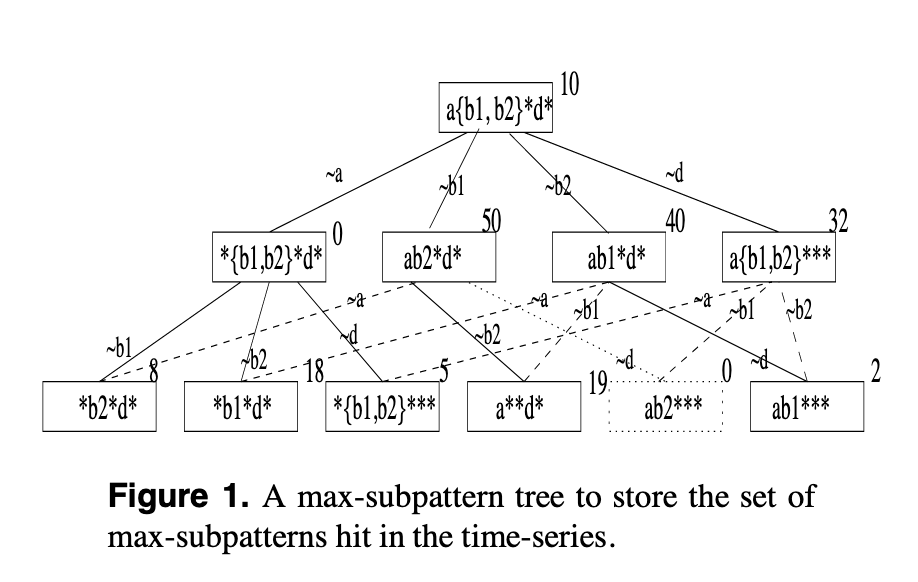 10
a{b1, b2}*d*
~a
~b1
~b2
~d
0
50
40
32
*{b1,b2}*d*
ab2*d*
ab1*d*
a{b1,b2}***
~a
~a
~a
~b1
~b1
~b2
~b1
~b2
~d
~b2
~d
~d
8
18
5
19
0
2
*b2*d*
*b1*d*
*{b1,b2}***
a**d*
ab2***
ab1***
Figure 1. A max-subpattern tree to store the set of
max-subpatterns hit in the time-series.